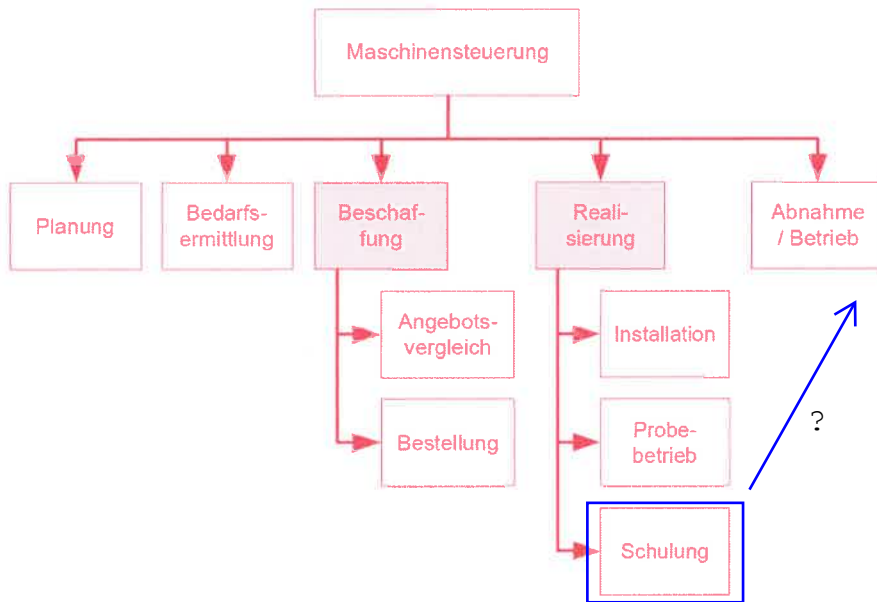 Maschinensteuerung
Planung
Bedarfs-
ermittlung
Beschaf-
fung
Reali-
sierung
Abnahme
/ Betrieb
Angebots-
vergleich
Installation
Bestellung
Probe-
betrieb
?
Schulung